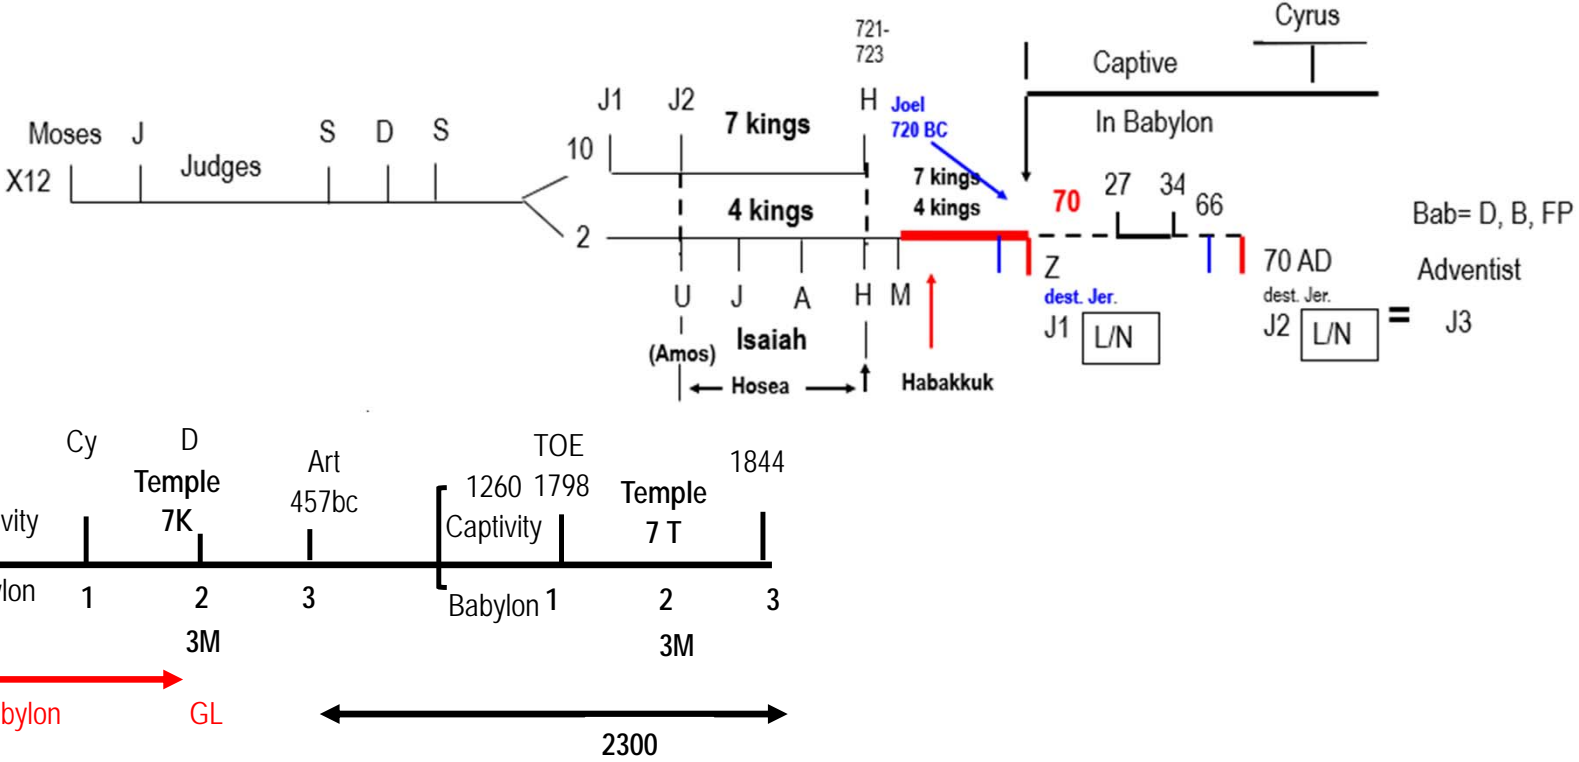 Cyrus
721-
723
Captive
J1 J2 H Joel
720 BC
7 kings
In Babylon
Moses J S D S
10
Judges
X12
7 kings
4 kings
70 27 34 66
4 kings
2
Bab= D, B, FP
Z 70 AD Adventist
U J A H M
dest. Jer. dest. Jer.
J1 L/N J2 L/N = J3
Isaiah
(Amos)
Hosea Habakkuk
Cy D TOE
Temple Art 1844
457bc 1260 1798 Temple
vity 7K Captivity 7 T
lon 1 2 3 Babylon 1 2 3
3M 3M
bylon GL
2300